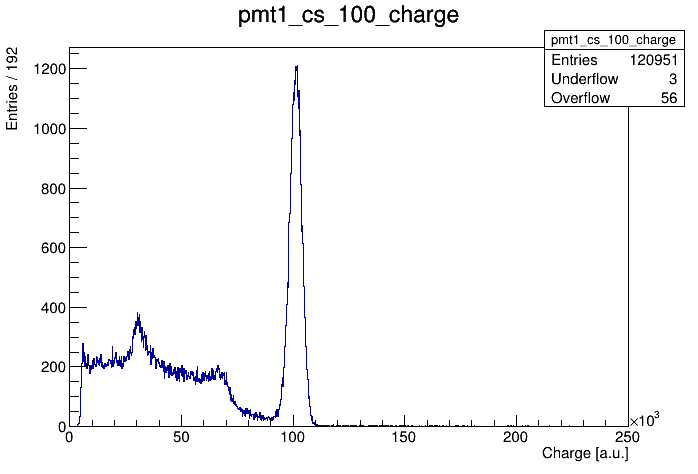 pmt1_cs_100_charge
pmt1_cs_100_charge
Entries 120951
Underflow 3
Overflow 56
Entries / 192
1200
1000
800
600
400
200
0
0 50 100 150 200 250
×10³
Charge [a.u.]